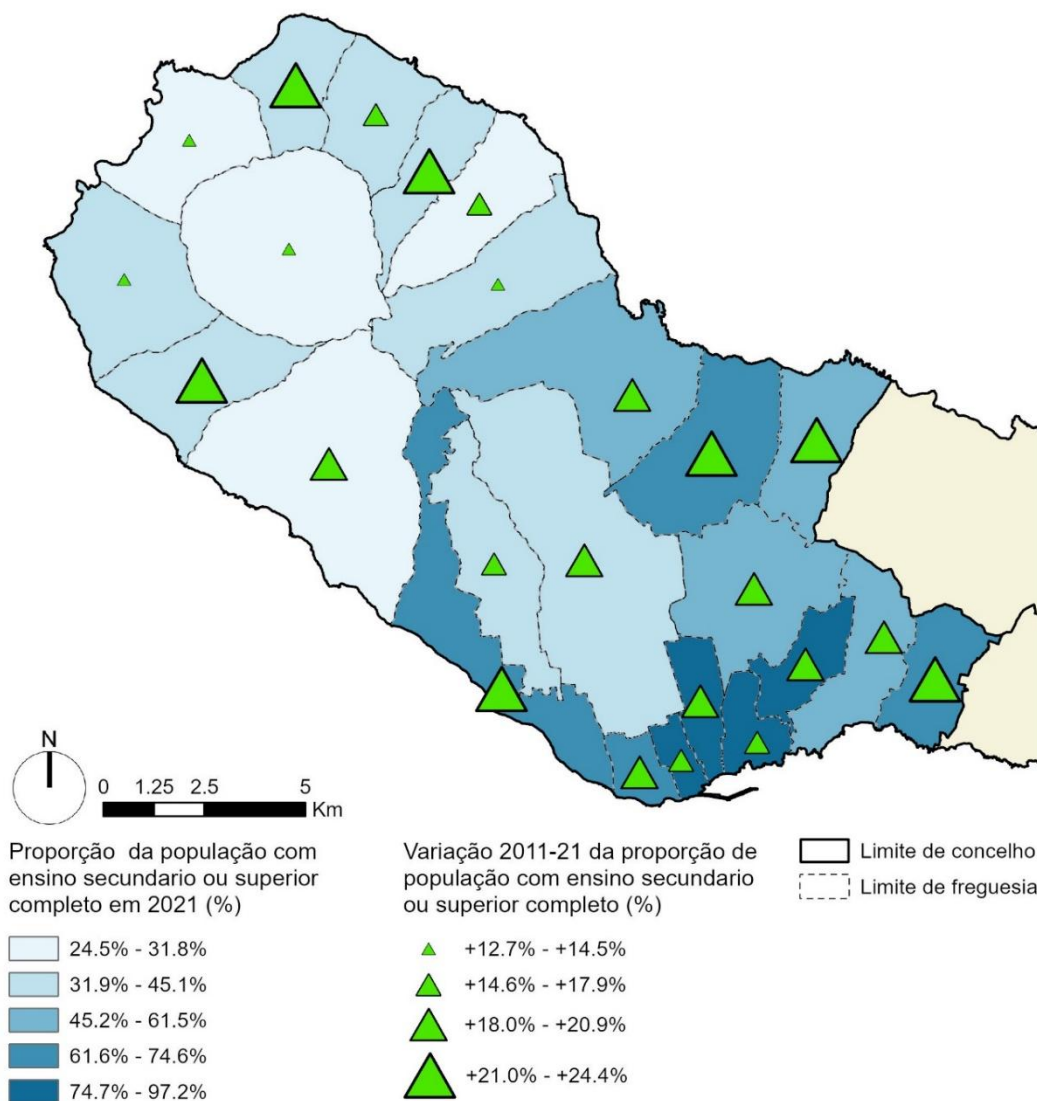 N
0 1.25 2.5 5
Km
Proporção da população com
ensino secundario ou superior
completo em 2021 (%)
24.5% - 31.8%
31.9% - 45.1%
45.2% - 61.5%
61.6% - 74.6%
74.7% - 97.2%
Variação 2011-21 da proporção de
população com ensino secundario
ou superior completo (%)
+12.7% - +14.5%
+14.6% - +17.9%
+18.0% - +20.9%
+21.0% - +24.4%
Limite de concelho
Limite de freguesia